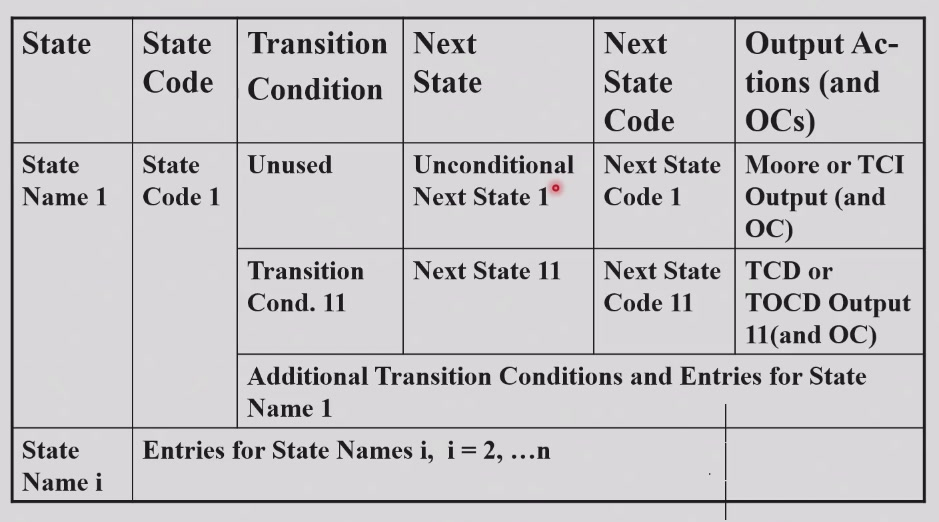 State
State
Code
Transition
Condition
Next
State
Next
State
Code
Output Ac-
tions (and
OCs)
State
Name 1
State
Code 1
Unused
Unconditional
Next State 1
Next State
Code 1
Moore or TCI
Output (and
OC)
Transition
Cond. 11
Next State 11
Next State
Code 11
TCD or
TOCD Output
11(and OC)
Additional Transition Conditions and Entries for State
Name 1
State
Name i
Entries for State Names i, i = 2, …n